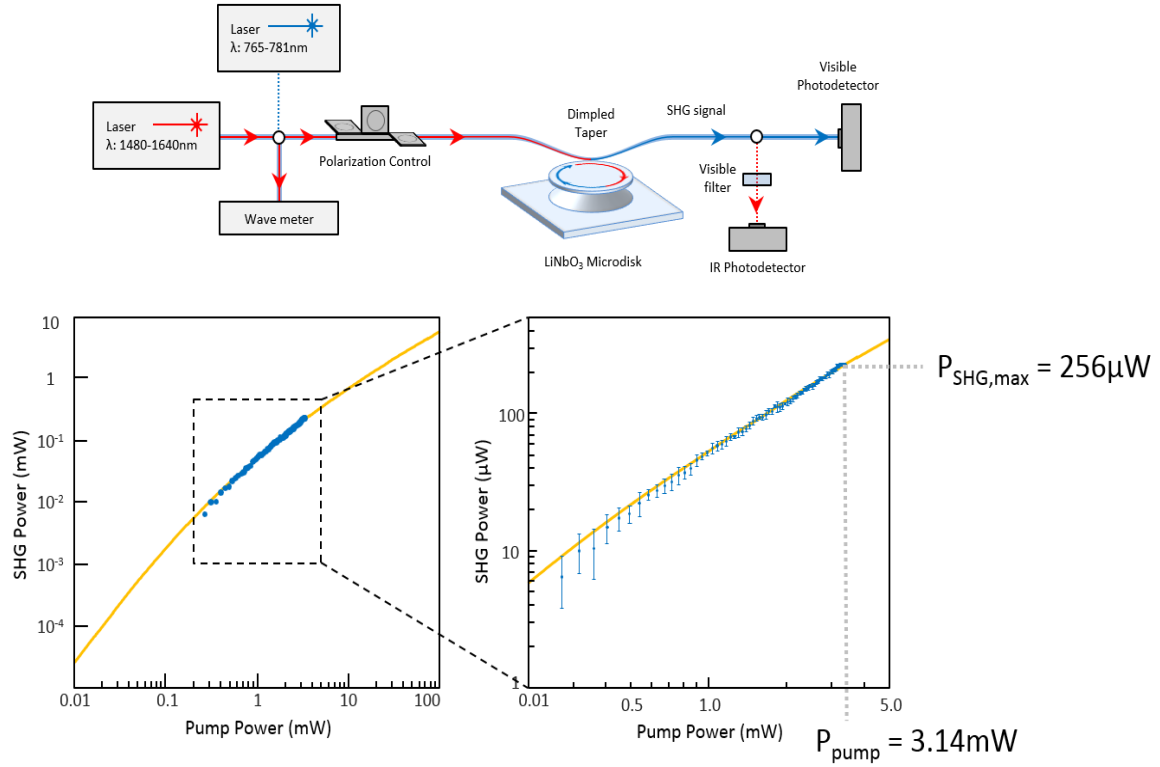 Laser
λ: 765-781nm
Laser
λ: 1480-1640nm
Wave meter
Polarization Control
Dimpled
Taper
LiNbO₃ Microdisk
SHG signal
Visible
filter
Visible
Photodetector
IR Photodetector
SHG Power (mW)
10
1
10⁻¹
10⁻²
10⁻³
10⁻⁴
0.01
0.1
1
10
100
Pump Power (mW)
SHG Power (µW)
100
10
1
0.01
0.5
1.0
5.0
Pump Power (mW)
P_SHG,max = 256µW
P_pump = 3.14mW